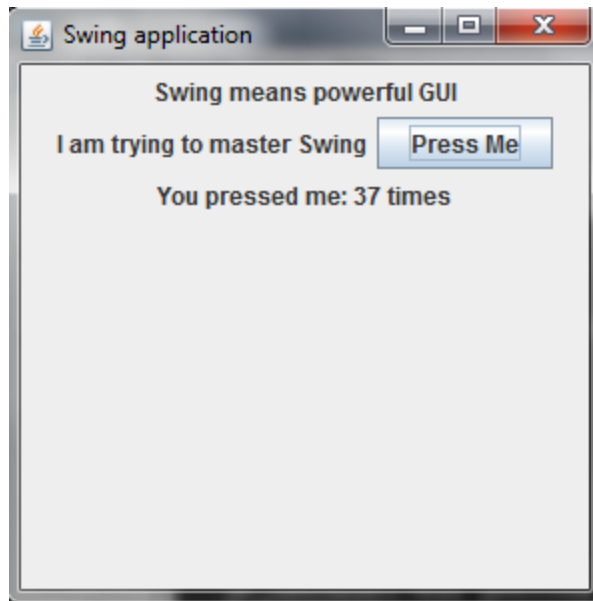 Swing application
Swing means powerful GUI
I am trying to master Swing Press Me
You pressed me: 37 times